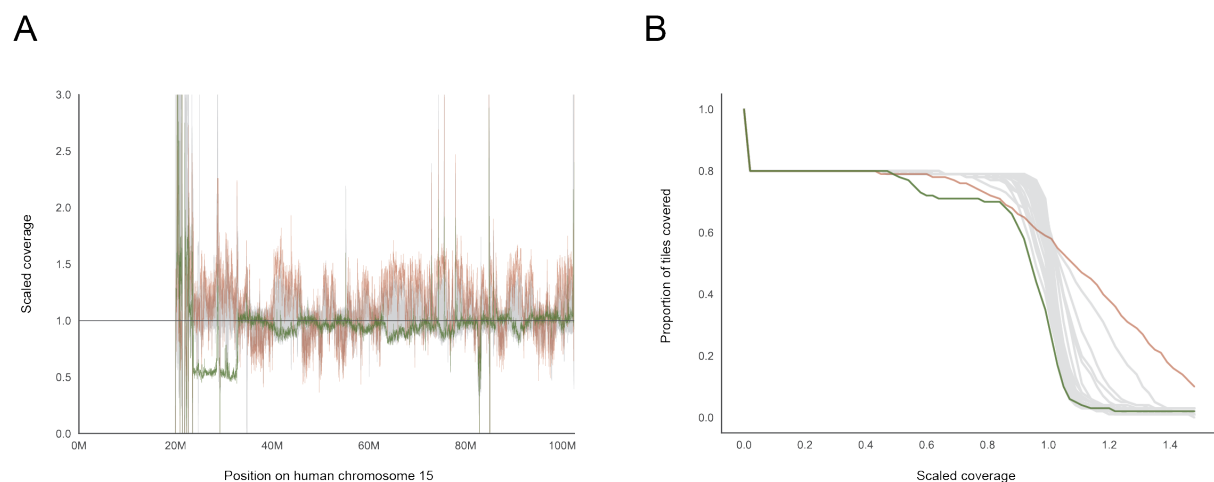 A
B
Scaled coverage
3.0
2.5
2.0
1.5
1.0
0.5
0.0
0M
20M
40M
60M
80M
100M
Position on human chromosome 15
Proportion of tiles covered
1.0
0.8
0.6
0.4
0.2
0.0
0.0
0.2
0.4
0.6
0.8
1.0
1.2
1.4
Scaled coverage